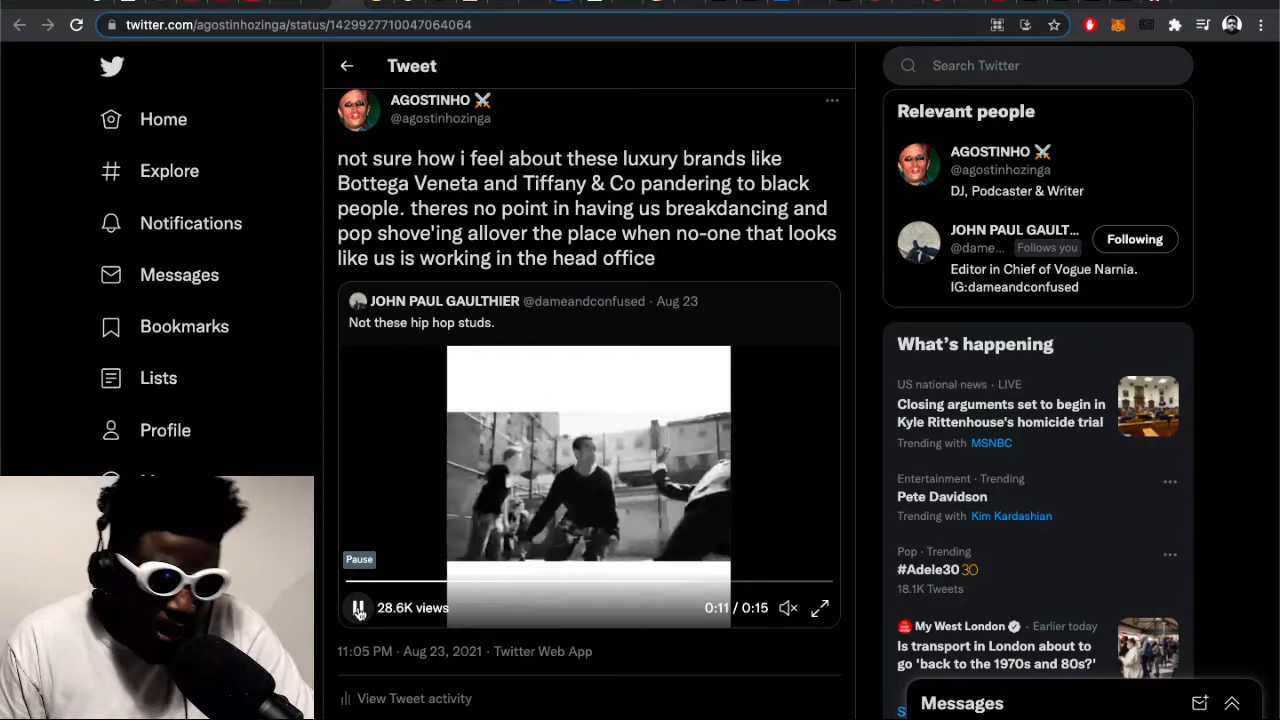 twitter.com/agostinhozinga/status/1429927710047064064
Home
Explore
Notifications
Messages
Bookmarks
Lists
Profile
Tweet
AGOSTINHO ⚔️
@agostinhozinga
not sure how i feel about these luxury brands like
Bottega Veneta and Tiffany & Co pandering to black
people. theres no point in having us breakdancing and
pop shove'ing allover the place when no-one that looks
like us is working in the head office
JOHN PAUL GAULTHIER @dameandconfused · Aug 23
Not these hip hop studs.
Pause
28.6K views
0:11 / 0:15
11:05 PM · Aug 23, 2021 · Twitter Web App
View Tweet activity
Search Twitter
Relevant people
AGOSTINHO ⚔️
@agostinhozinga
DJ, Podcaster & Writer
JOHN PAUL GAULT...
@dame... Follows you
Following
Editor in Chief of Vogue Narnia.
IG:dameandconfused
What's happening
US national news · LIVE
Closing arguments set to begin in
Kyle Rittenhouse's homicide trial
Trending with MSNBC
Entertainment · Trending
Pete Davidson
Trending with Kim Kardashian
Pop · Trending
#Adele30
18.1K Tweets
My West London · Earlier today
Is transport in London about to
go 'back to the 1970s and 80s?'
Messages